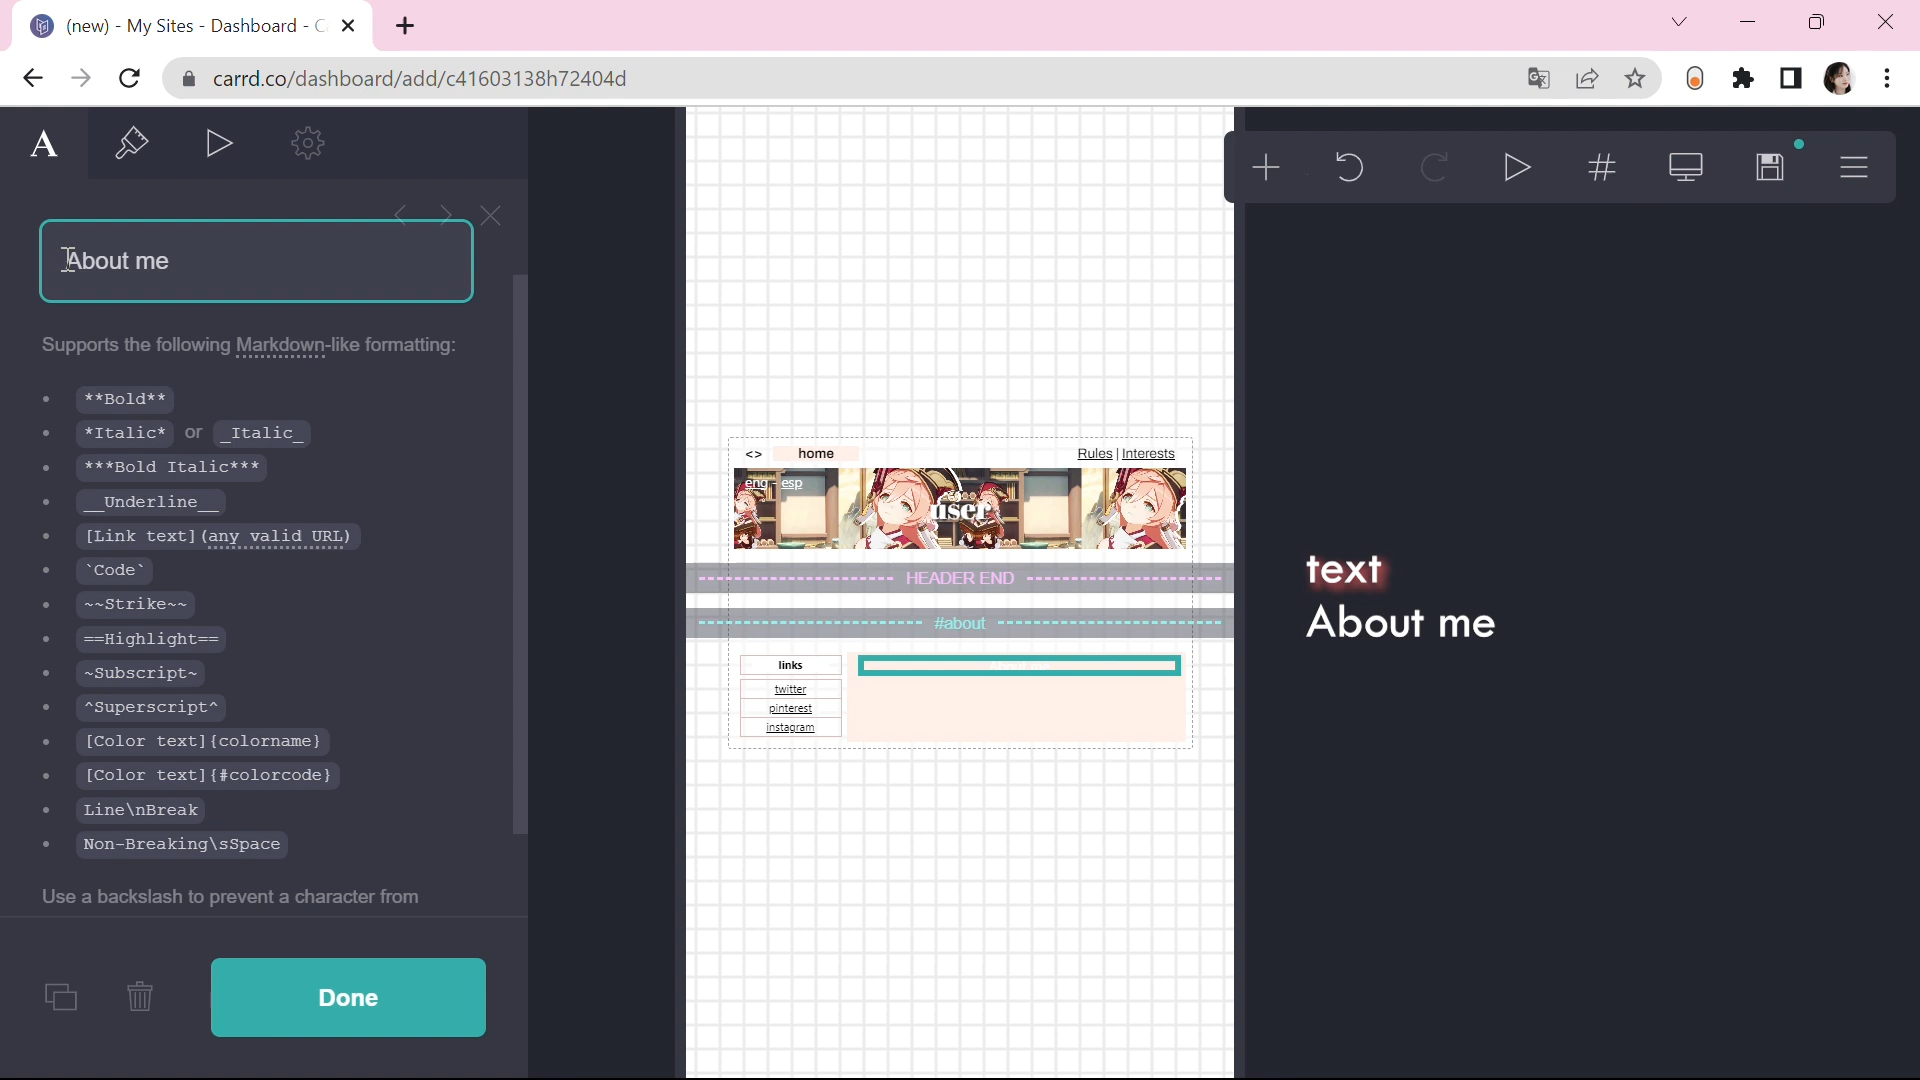 (new) - My Sites - Dashboard - C
carrd.co/dashboard/add/c41603138h72404d
A
About me
Supports the following Markdown-like formatting:
**Bold**
*Italic* or _Italic_
***Bold Italic***
__Underline__
[Link text](any valid URL)
`Code`
~~Strike~~
==Highlight==
~Subscript~
^Superscript^
[Color text]{colorname}
[Color text]{#colorcode}
Line\nBreak
Non-Breaking\sSpace
Use a backslash to prevent a character from
Done
<> home Rules | Interests
eng - esp
user
HEADER END
#about
links
About me
twitter
pinterest
instagram
text
About me